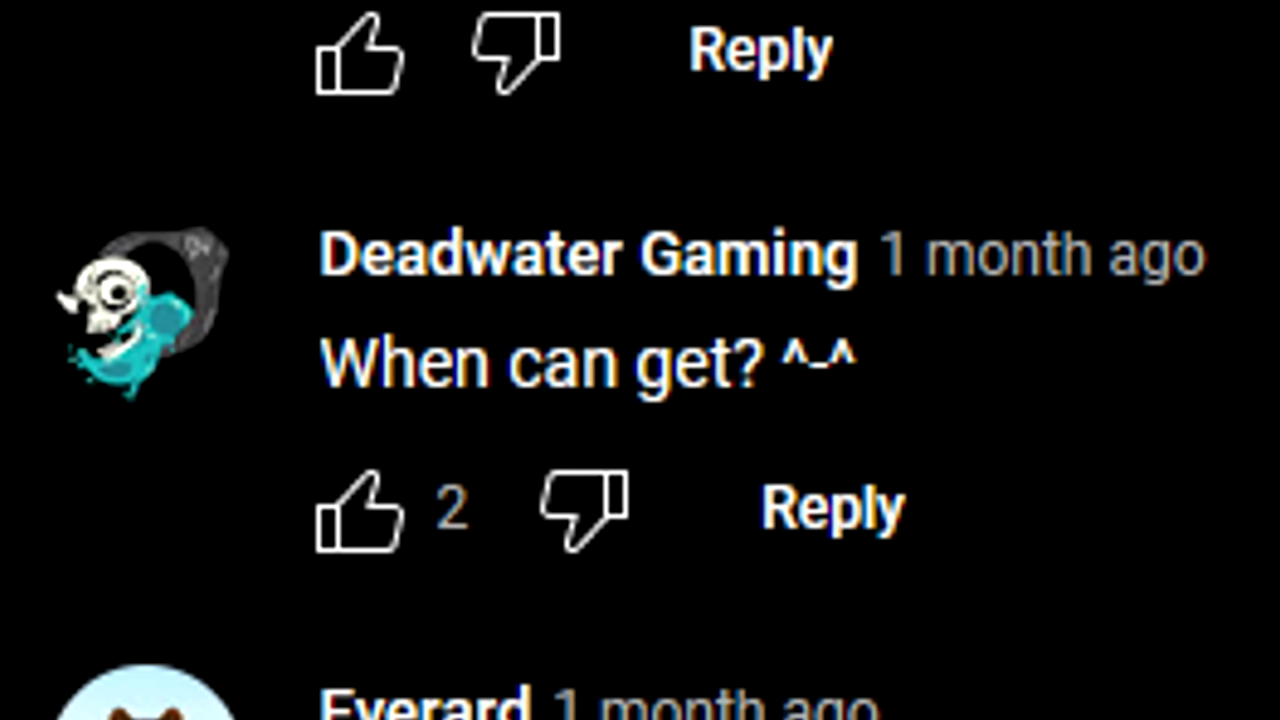 Reply
Deadwater Gaming 1 month ago
When can get? ^-^
2
Reply
Everard 1 month ago